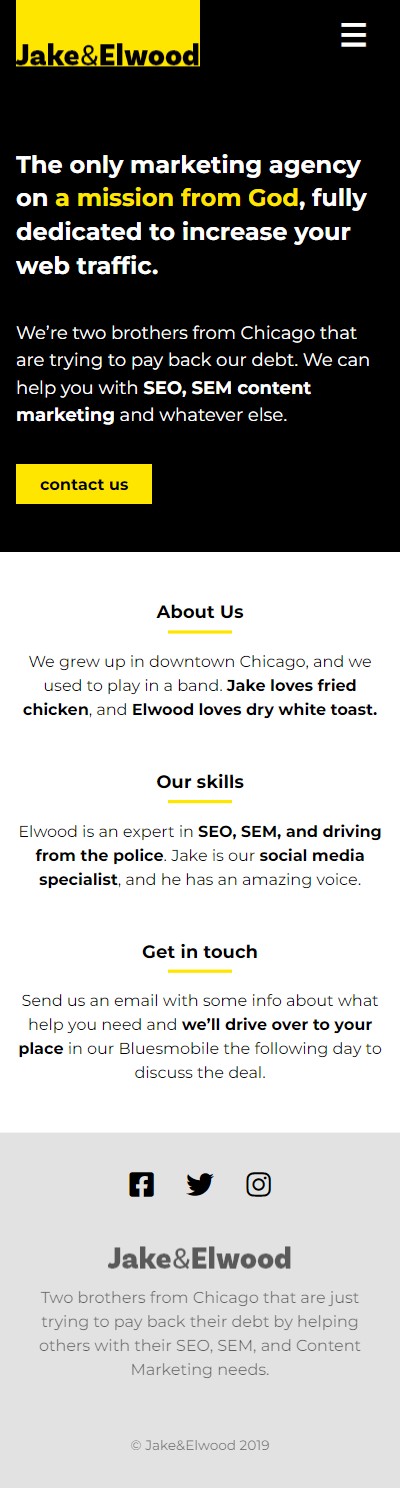 Jake&Elwood
The only marketing agency
on a mission from God, fully
dedicated to increase your
web traffic.
We’re two brothers from Chicago that
are trying to pay back our debt. We can
help you with SEO, SEM content
marketing and whatever else.
contact us
About Us
We grew up in downtown Chicago, and we
used to play in a band. Jake loves fried
chicken, and Elwood loves dry white toast.
Our skills
Elwood is an expert in SEO, SEM, and driving
from the police. Jake is our social media
specialist, and he has an amazing voice.
Get in touch
Send us an email with some info about what
help you need and we’ll drive over to your
place in our Bluesmobile the following day to
discuss the deal.
Jake&Elwood
Two brothers from Chicago that are just
trying to pay back their debt by helping
others with their SEO, SEM, and Content
Marketing needs.
© Jake&Elwood 2019